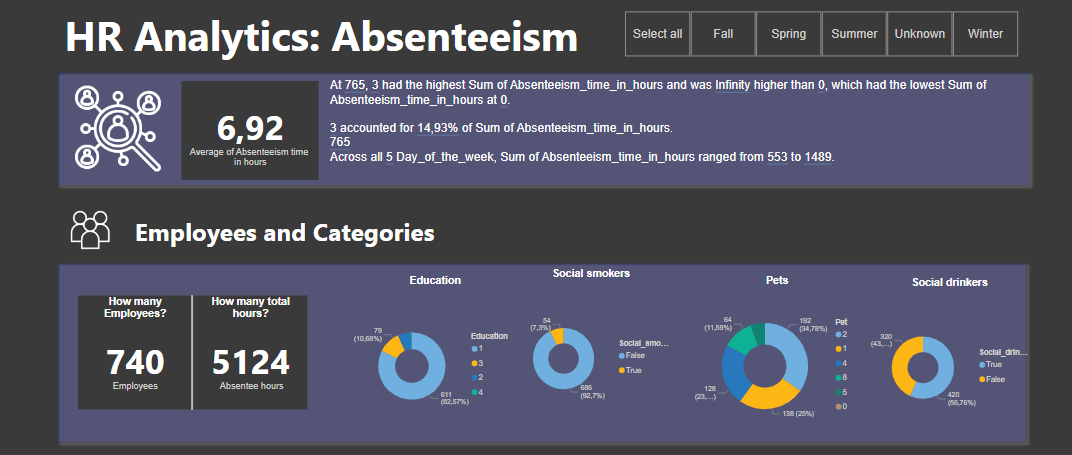 HR Analytics: Absenteeism
Select all
Fall
Spring
Summer
Unknown
Winter
6,92
Average of Absenteeism time
in hours
At 765, 3 had the highest Sum of Absenteeism_time_in_hours and was Infinity higher than 0, which had the lowest Sum of
Absenteeism_time_in_hours at 0.
3 accounted for 14,93% of Sum of Absenteeism_time_in_hours.
765
Across all 5 Day_of_the_week, Sum of Absenteeism_time_in_hours ranged from 553 to 1489.
Employees and Categories
How many
Employees?
740
Employees
How many total
hours?
5124
Absentee hours
Education
79
(10,68%)
611
(82,57%)
Education
1
3
2
4
Social smokers
54
(7,3%)
686
(92,7%)
Social_smo...
False
True
Pets
64
(11,59%)
192
(34,78%)
128
(23,...)
138 (25%)
Pet
2
1
4
8
5
0
Social drinkers
320
(43,...)
420
(56,76%)
Social_drin...
True
False